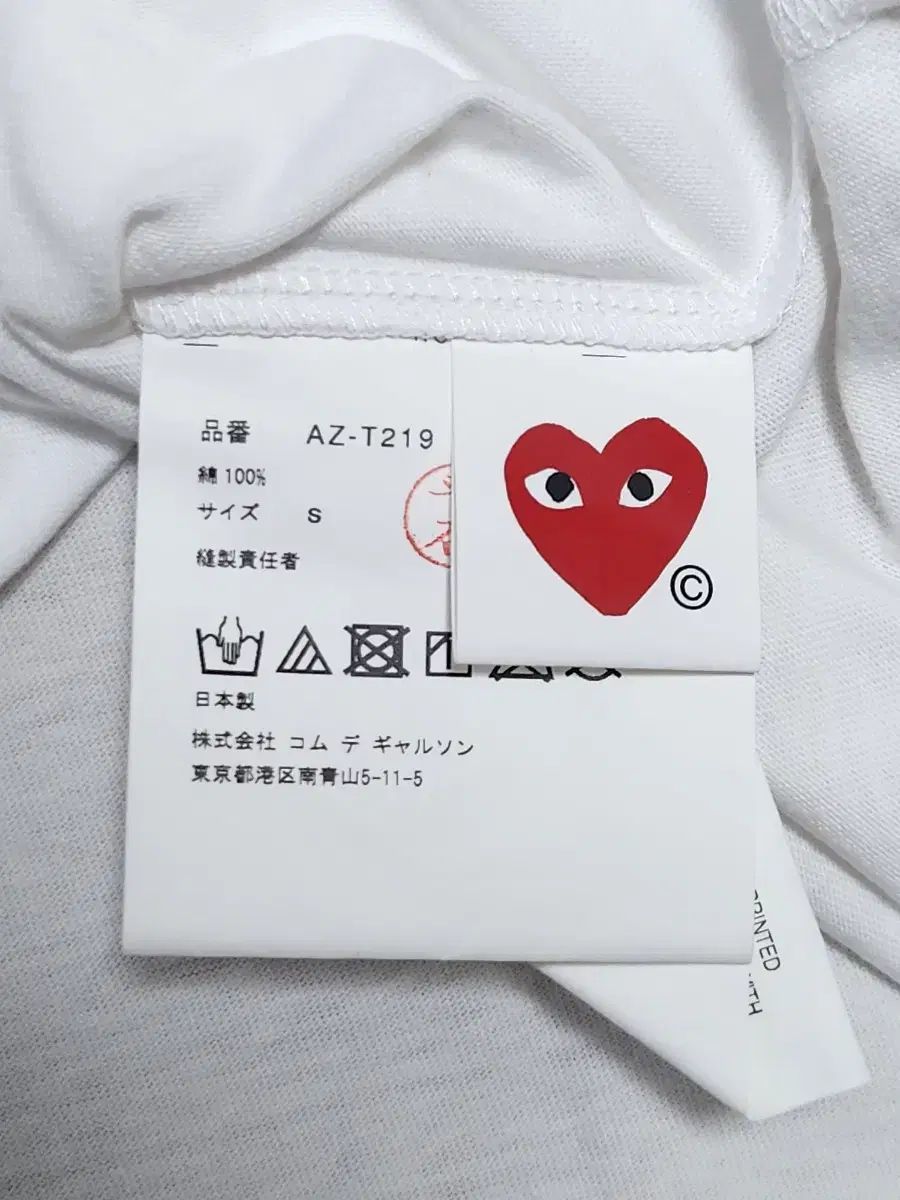 品番 AZ-T219
綿 100%
サイズ s
縫製責任者
©
日本製
株式会社 コム デ ギャルソン
東京都港区南青山5-11-5
PRINTED
WITH